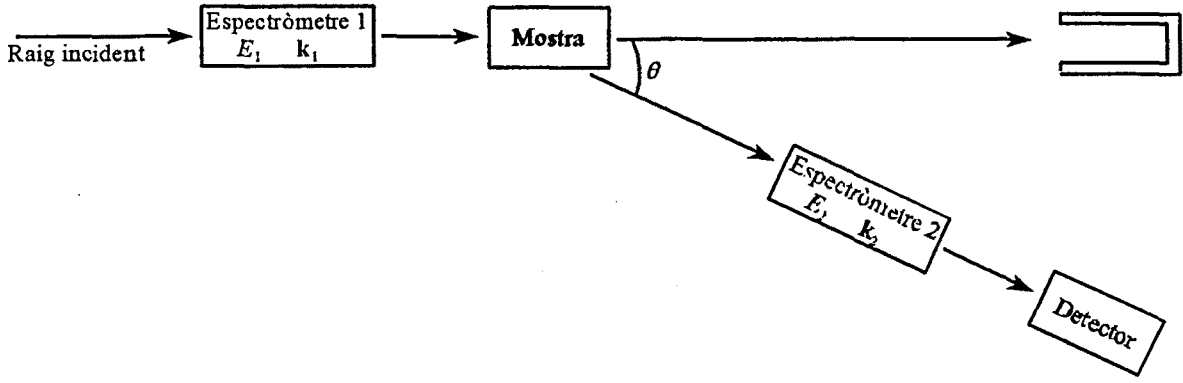 Espectròmetre 1
E₁ k₁
Raig incident
Mostra
θ
Espectròmetre 2
E₂ k₂
Detector